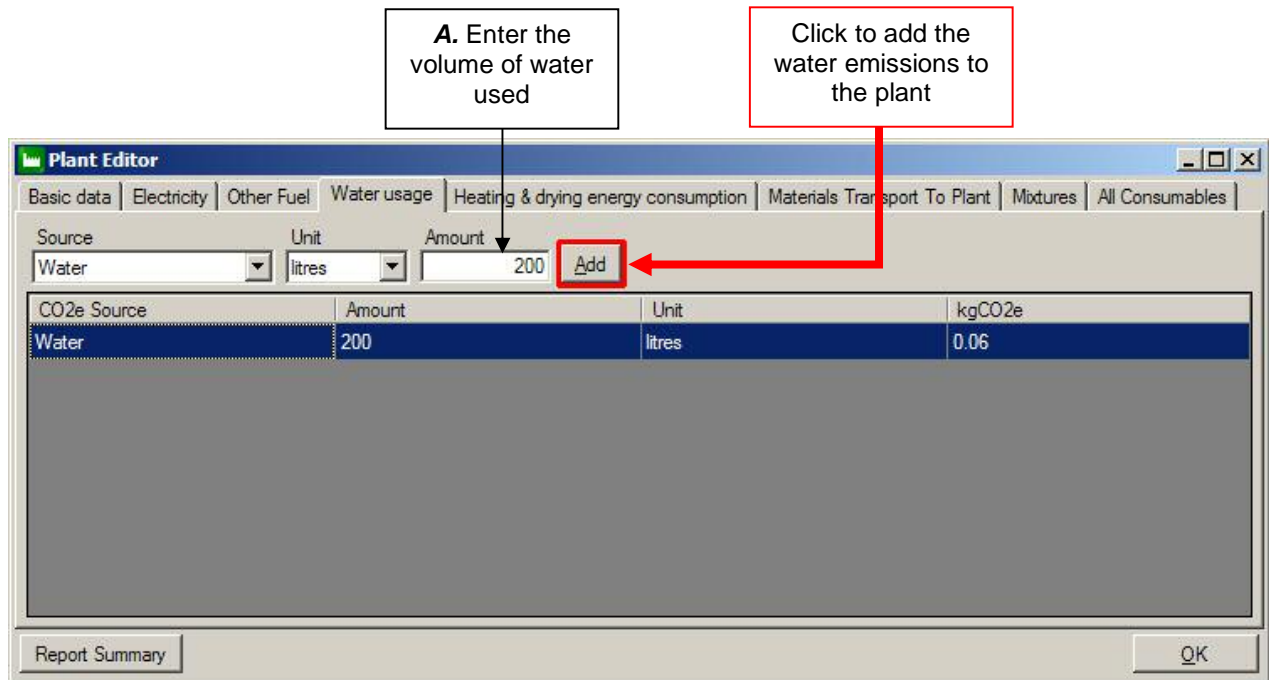 A. Enter the
volume of water
used
Click to add the
water emissions to
the plant
Plant Editor
Basic data Electricity Other Fuel Water usage Heating & drying energy consumption Materials Transport To Plant Mixtures All Consumables
Source Unit Amount
Water litres 200 Add
CO2e Source Amount Unit kgCO2e
Water 200 litres 0.06
Report Summary OK